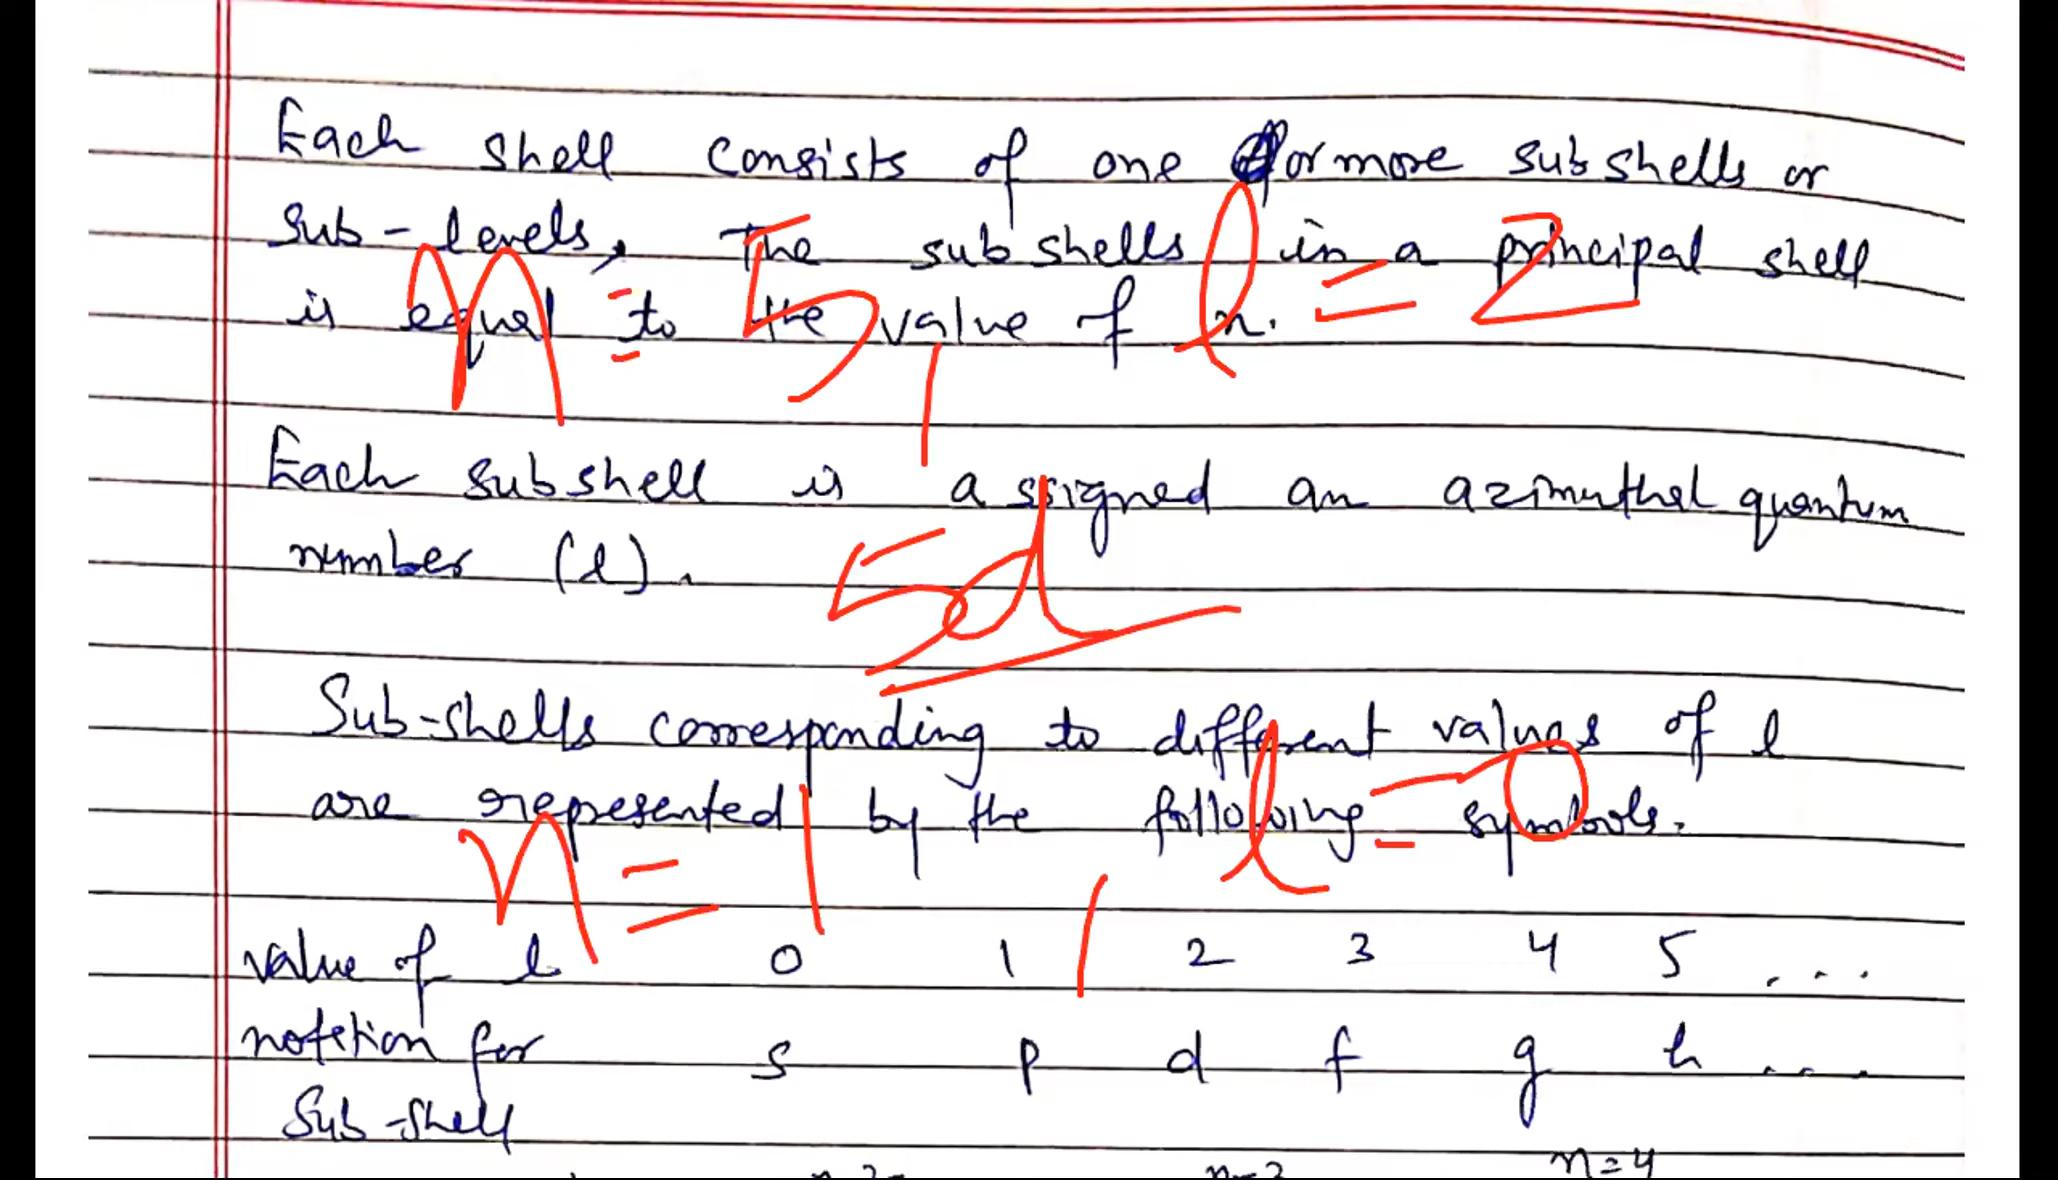 Each shell consists of one or more subshells or
sub-levels, The subshells in a principal shell
is equal to the value of n.
n = 5, l = 2
Each subshell is assigned an azimuthal quantum
number (l).
5d
Sub-shells corresponding to different values of l
are represented by the following symbols.
n = 1, l = 0
value of l 0 1 2 3 4 5 ...
notation for s p d f g h ...
Sub-shell
n=4